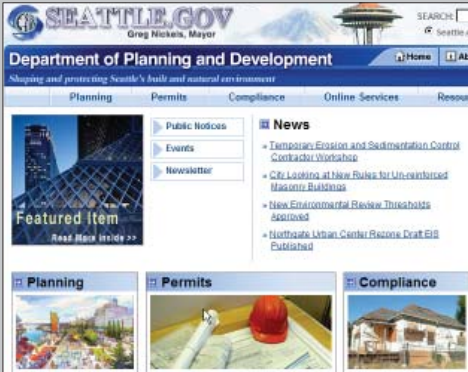 SEATTLE.GOV
Greg Nickels, Mayor
SEARCH:
Seattle
Department of Planning and Development
Home
Shaping and protecting Seattle's built and natural environment
Planning Permits Compliance Online Services
Public Notices
Events
Newsletter
Featured Item
Read More Inside >>
News
» Temporary Erosion and Sedimentation Control
Contractor Workshop
» City Looking at New Rules for Un-reinforced
Masonry Buildings
» New Environmental Review Thresholds
Approved
» Northgate Urban Center Rezone Draft EIS
Published
Planning
Permits
Compliance